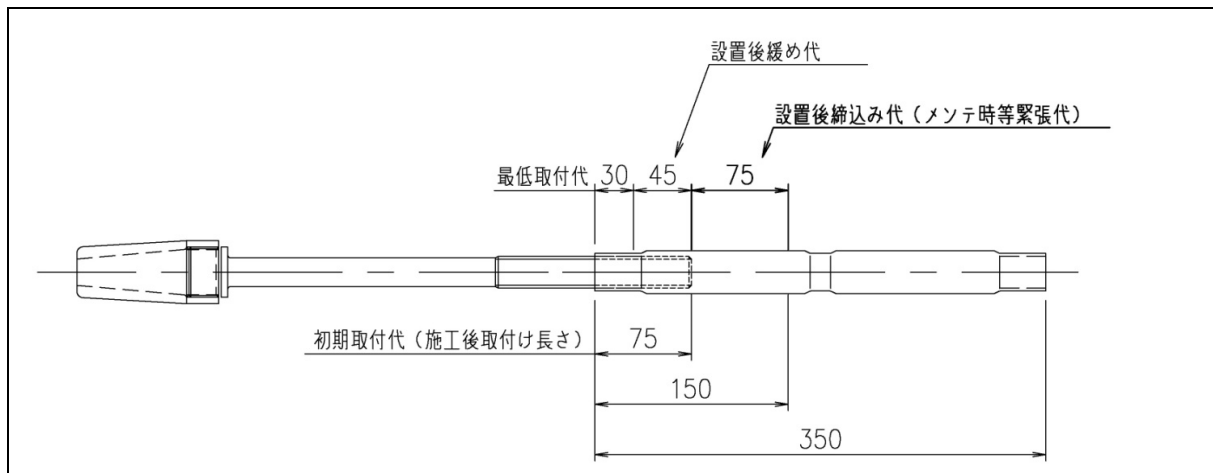 設置後緩め代
設置後締込み代（メンテ時等緊張代）
最低取付代 30 45 75
初期取付代（施工後取付け長さ） 75
150
350